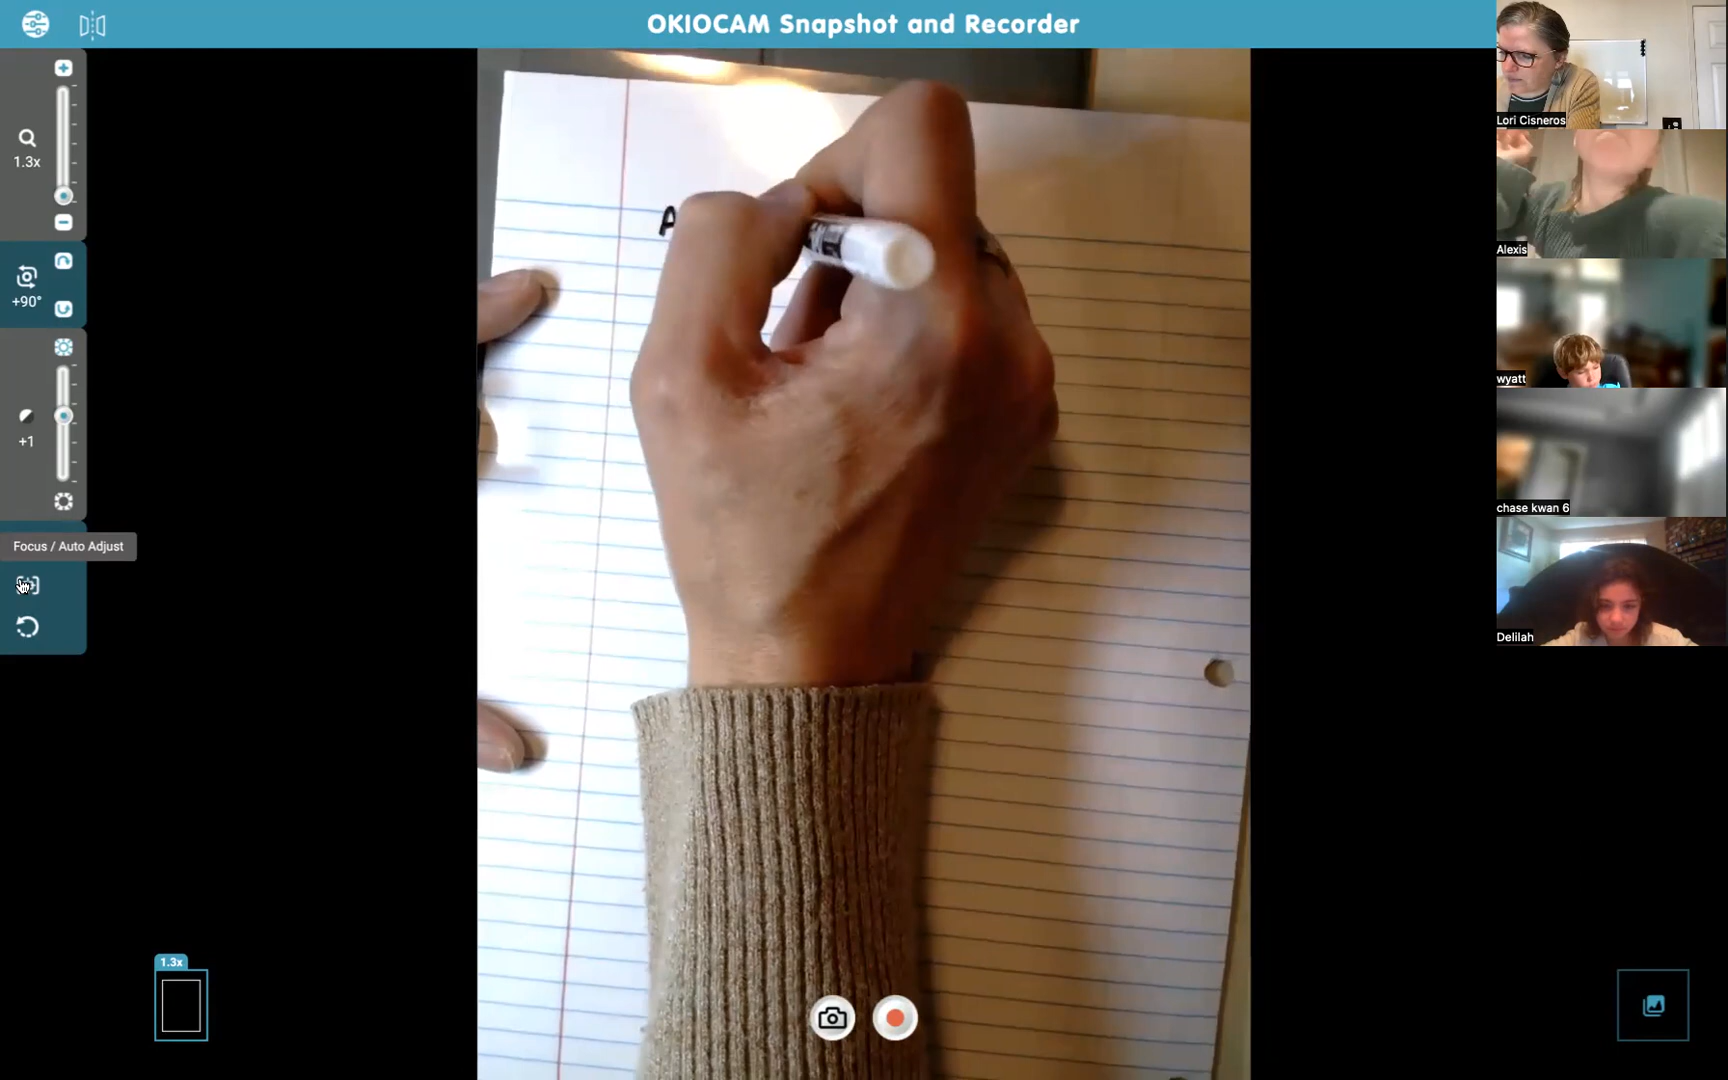 OKIOCAM Snapshot and Recorder
1.3x
+90°
+1
Focus / Auto Adjust
A
1.3x
Lori Cisneros
Alexis
wyatt
chase kwan 6
Delilah